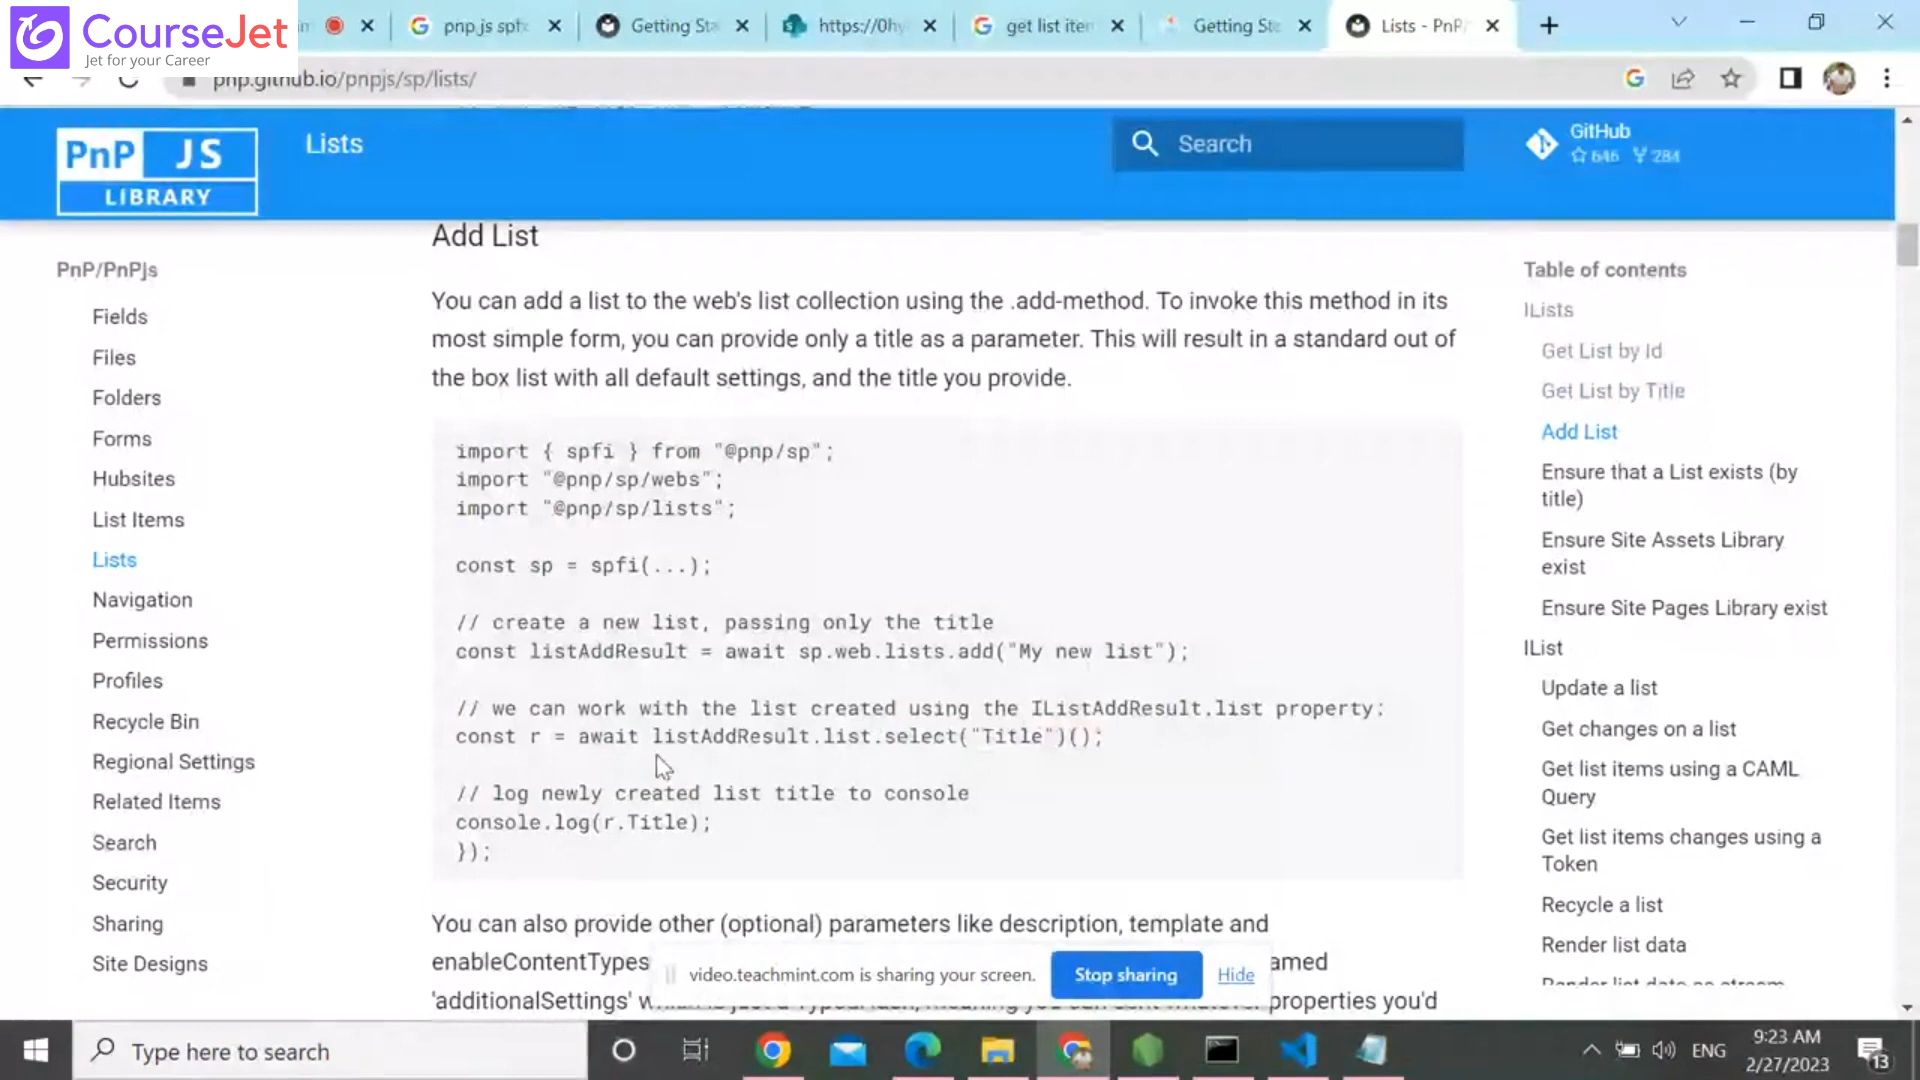 CourseJet
Jet for your Career
pnp js spfx
Getting Sta
https://0hy
get list item
Getting Sta
Lists - PnP/
pnp.github.io/pnpjs/sp/lists/
PnP JS
LIBRARY
Lists
Search
GitHub
646 284
PnP/PnPjs
Fields
Files
Folders
Forms
Hubsites
List Items
Lists
Navigation
Permissions
Profiles
Recycle Bin
Regional Settings
Related Items
Search
Security
Sharing
Site Designs
Add List
You can add a list to the web's list collection using the .add-method. To invoke this method in its
most simple form, you can provide only a title as a parameter. This will result in a standard out of
the box list with all default settings, and the title you provide.
import { spfi } from "@pnp/sp";
import "@pnp/sp/webs";
import "@pnp/sp/lists";
const sp = spfi(...);
// create a new list, passing only the title
const listAddResult = await sp.web.lists.add("My new list");
// we can work with the list created using the IListAddResult.list property:
const r = await listAddResult.list.select("Title")();
// log newly created list title to console
console.log(r.Title);
});
You can also provide other (optional) parameters like description, template and
enableContentTypes amed
'additionalSettings' properties you'd
Table of contents
ILists
Get List by Id
Get List by Title
Add List
Ensure that a List exists (by
title)
Ensure Site Assets Library
exist
Ensure Site Pages Library exist
IList
Update a list
Get changes on a list
Get list items using a CAML
Query
Get list items changes using a
Token
Recycle a list
Render list data
Render list data as stream
video.teachmint.com is sharing your screen.
Stop sharing
Hide
Type here to search
ENG
9:23 AM
2/27/2023
13